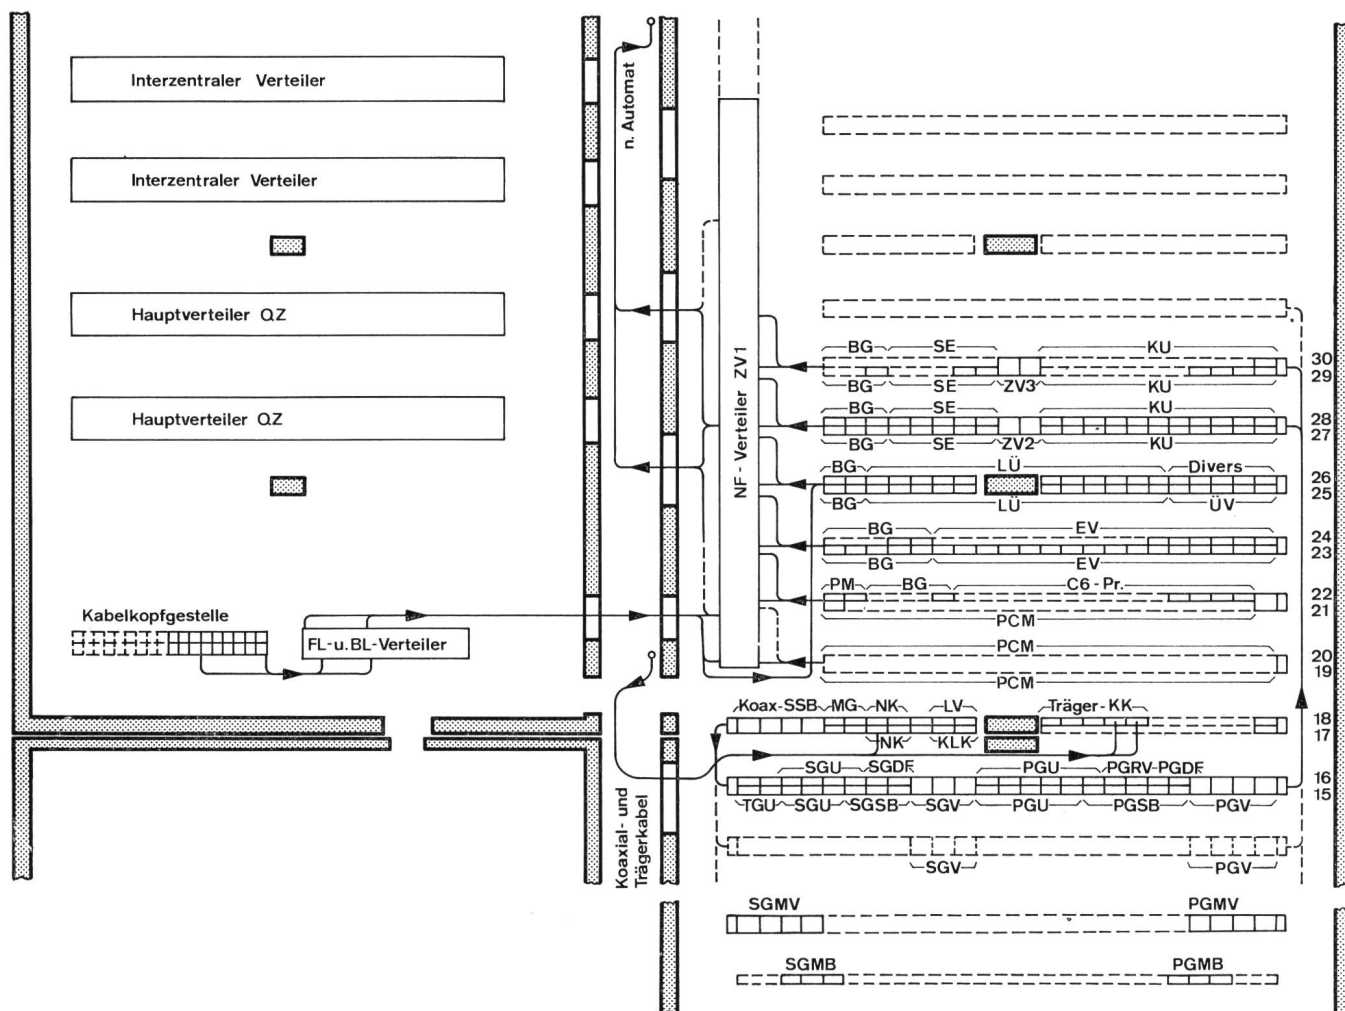 Interzentraler Verteiler
Interzentraler Verteiler
Hauptverteiler QZ
Hauptverteiler QZ
Kabelkopfgestelle
FL-u.BL-Verteiler
n. Automat
Koaxial- und
Trägerkabel
NF-Verteiler ZV1
BG SE KU
30
29
BG SE ZV3 KU
BG SE KU
28
27
BG SE ZV2 KU
BG LÜ Divers
26
25
BG LÜ ÜV
BG EV
24
23
BG EV
PM BG C6-Pr.
22
21
PCM
PCM
20
19
PCM
Koax-SSB MG NK LV Träger-KK
18
17
NK KLK
SGU SGDF PGU PGRV-PGDF
16
15
TGU SGU SGSB SGV PGU PGSB PGV
SGV PGV
SGMV PGMV
SGMB PGMB